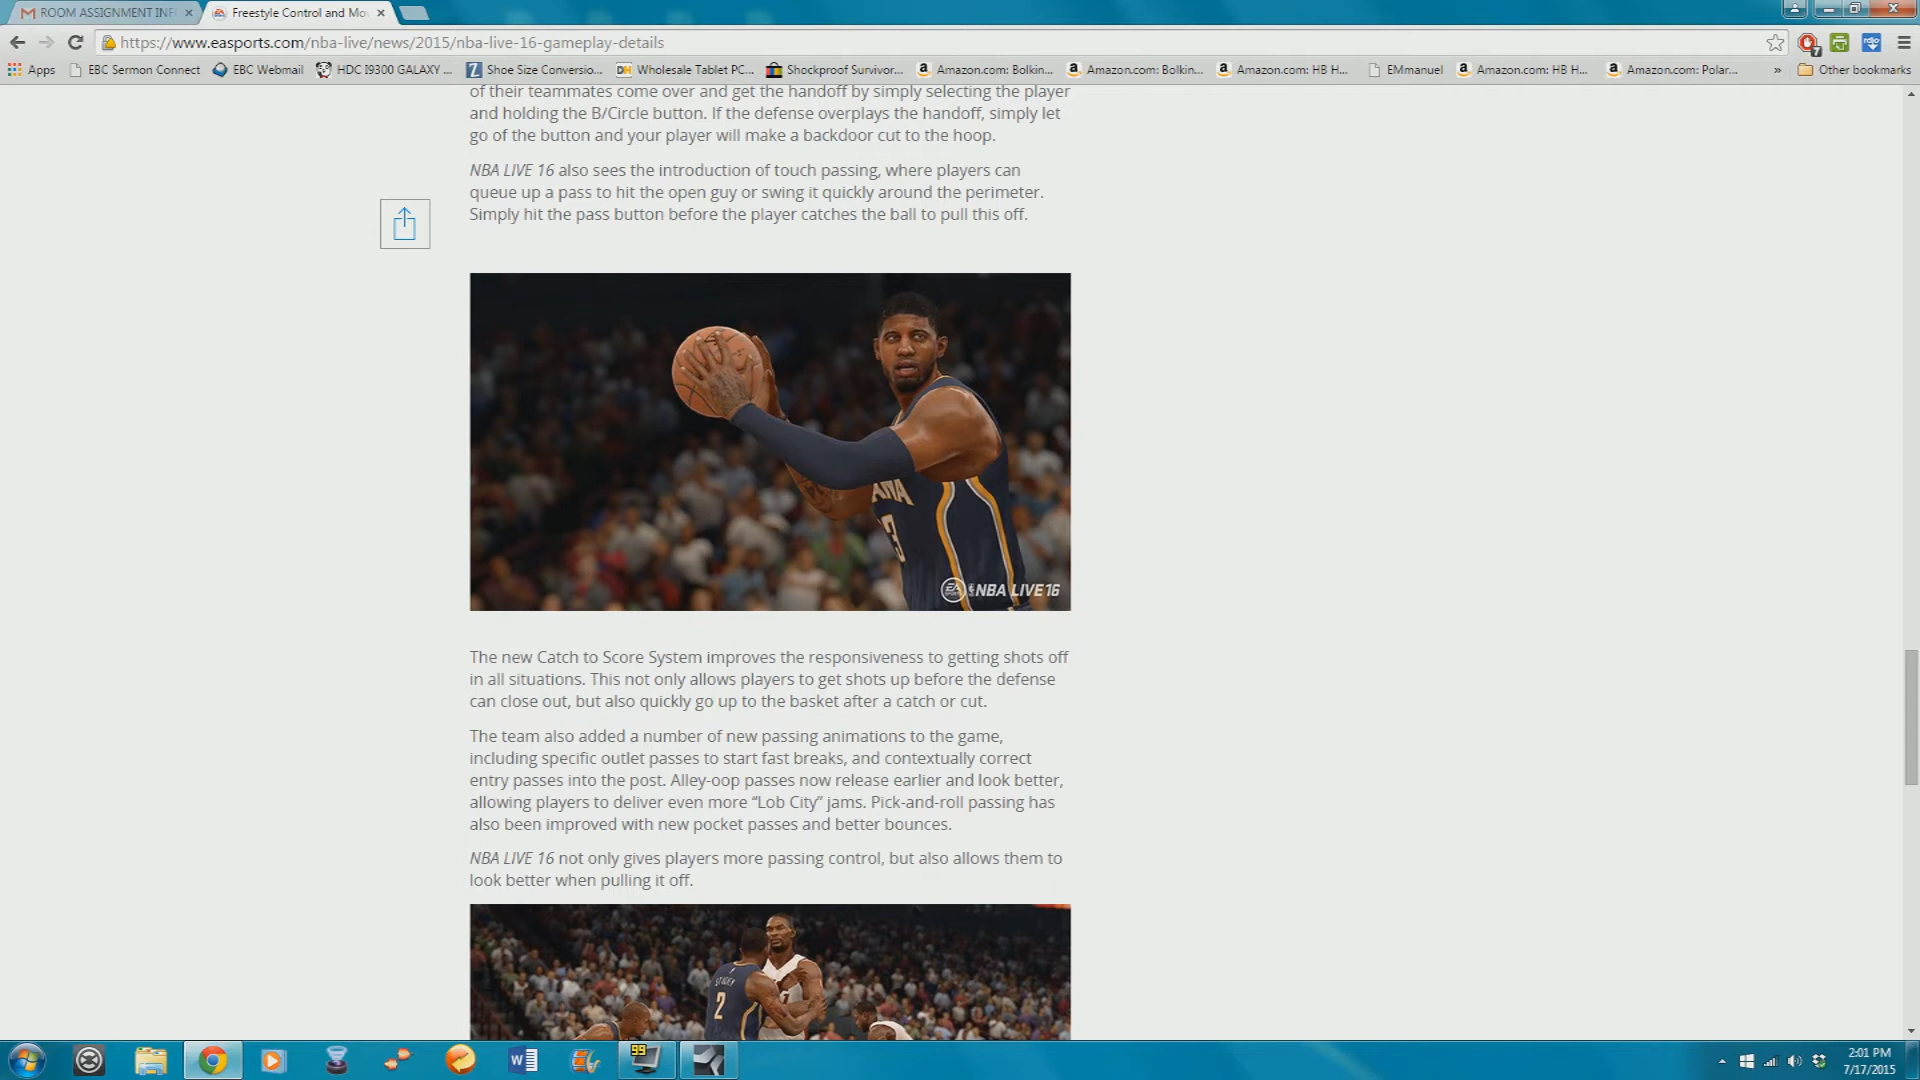 ROOM ASSIGNMENT INF
Freestyle Control and Mo
https://www.easports.com/nba-live/news/2015/nba-live-16-gameplay-details
7
rdio
Apps
EBC Sermon Connect
EBC Webmail
HDC I9300 GALAXY ...
Shoe Size Conversio...
DH
Wholesale Tablet PC...
Shockproof Survivor...
Amazon.com: Bolkin...
Amazon.com: Bolkin...
Amazon.com: HB H...
EMmanuel
Amazon.com: HB H...
Amazon.com: Polar...
»
Other bookmarks
of their teammates come over and get the handoff by simply selecting the player
and holding the B/Circle button. If the defense overplays the handoff, simply let
go of the button and your player will make a backdoor cut to the hoop.
NBA LIVE 16 also sees the introduction of touch passing, where players can
queue up a pass to hit the open guy or swing it quickly around the perimeter.
Simply hit the pass button before the player catches the ball to pull this off.
ANA
3
EA SPORTS NBA LIVE 16
The new Catch to Score System improves the responsiveness to getting shots off
in all situations. This not only allows players to get shots up before the defense
can close out, but also quickly go up to the basket after a catch or cut.
The team also added a number of new passing animations to the game,
including specific outlet passes to start fast breaks, and contextually correct
entry passes into the post. Alley-oop passes now release earlier and look better,
allowing players to deliver even more “Lob City” jams. Pick-and-roll passing has
also been improved with new pocket passes and better bounces.
NBA LIVE 16 not only gives players more passing control, but also allows them to
look better when pulling it off.
STUCKEY
2
99
2:01 PM
7/17/2015